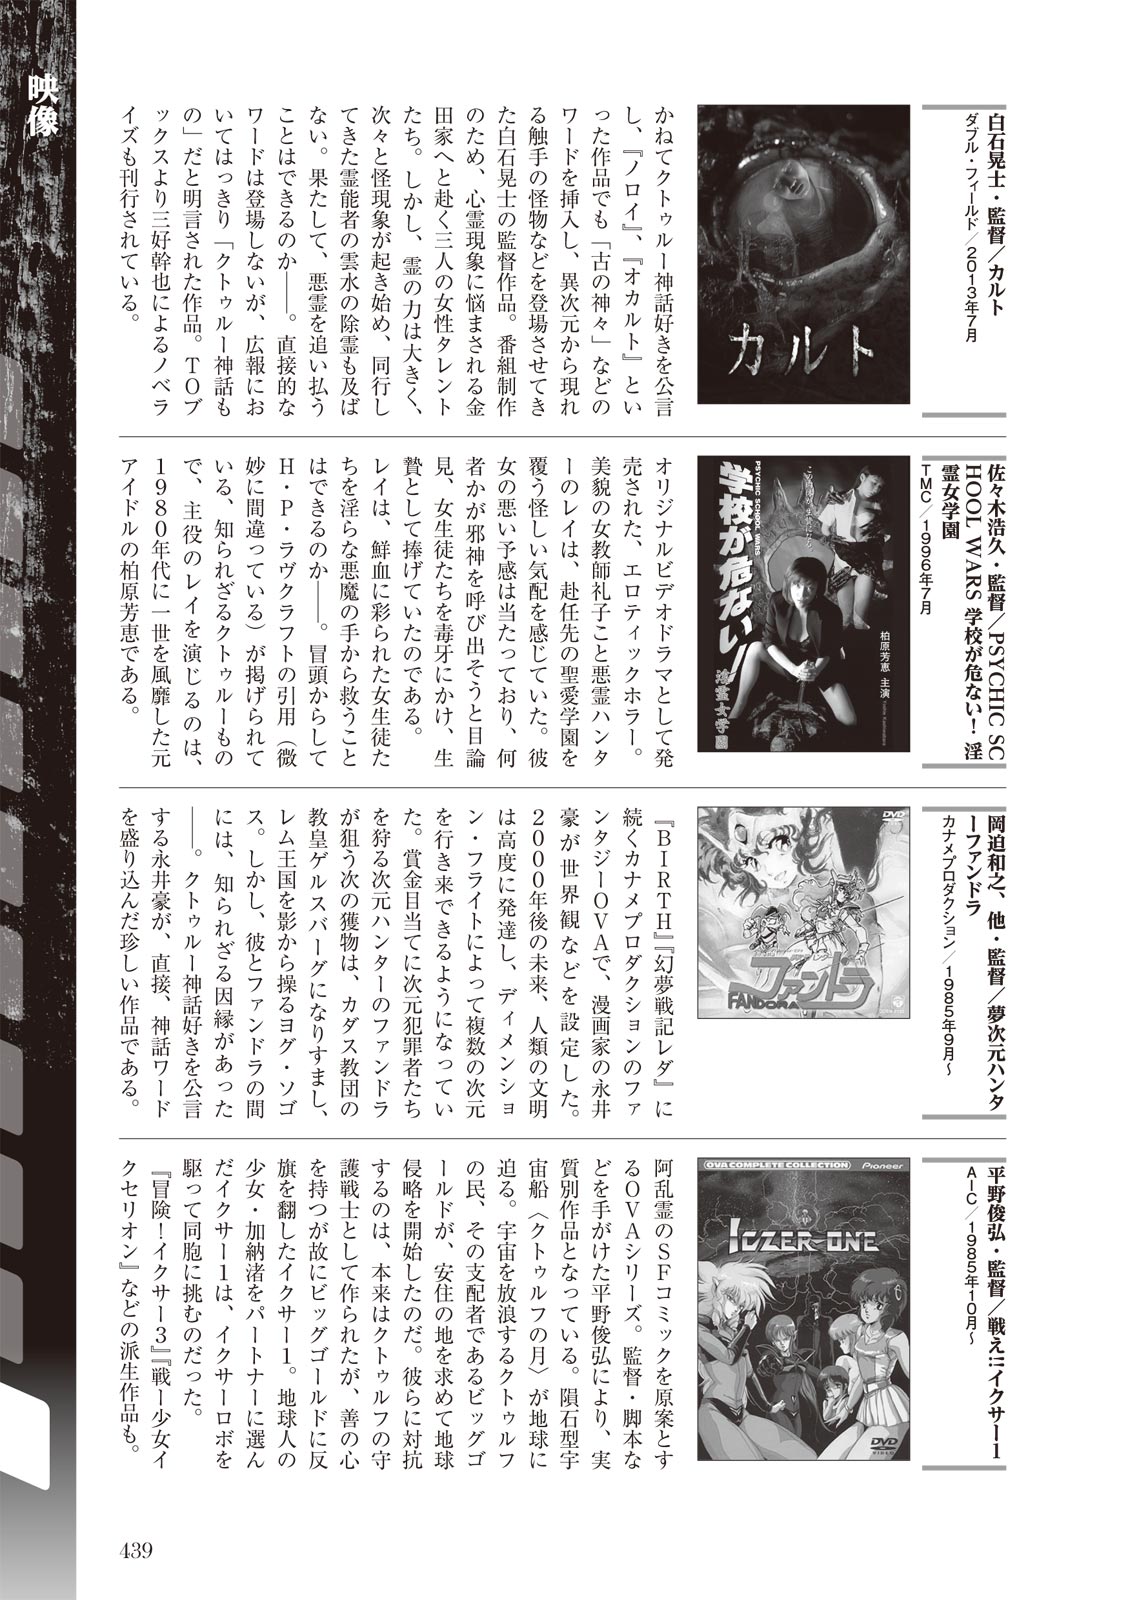 映像
白石晃士・監督／カルト
ダブル・フィールド／2013年7月
カルト
かねてクトゥルー神話好きを公言
し、『ノロイ』、『オカルト』とい
った作品でも「古の神々」などの
ワードを挿入し、異次元から現れ
る触手の怪物などを登場させてき
た白石晃士の監督作品。番組制作
のため、心霊現象に悩まされる金
田家へと赴く三人の女性タレント
たち。しかし、霊の力は大きく、
次々と怪現象が起き始め、同行し
てきた霊能者の雲水の除霊も及ば
ない。果たして、悪霊を追い払う
ことはできるのか――。直接的な
ワードは登場しないが、広報にお
いてはっきり「クトゥルー神話も
の」だと明言された作品。TOブ
ックスより三好幹也によるノベラ
イズも刊行されている。
佐々木浩久・監督／PSYCHIC SC
HOOL WARS 学校が危ない！ 淫
霊女学園
TMC／1996年7月
PSYCHIC SCHOOL WARS
学校が危ない!!
淫霊女学園
柏原芳恵 主演
オリジナルビデオドラマとして発
売された、エロティックホラー。
美貌の女教師礼子こと悪霊ハンタ
ーのレイは、赴任先の聖愛学園を
覆う怪しい気配を感じていた。彼
女の悪い予感は当たっており、何
者かが邪神を呼び出そうと目論
見、女生徒たちを毒牙にかけ、生
贄として捧げていたのである。
レイは、鮮血に彩られた女生徒た
ちを淫らな悪魔の手から救うこと
はできるのか――。冒頭からして
H・P・ラヴクラフトの引用（微
妙に間違っている）が掲げられて
いる、知られざるクトゥルーもの
で、主役のレイを演じるのは、
1980年代に一世を風靡した元
アイドルの柏原芳恵である。
岡迫和之、他・監督／夢次元ハンタ
ーファンドラ
カナメプロダクション／1985年9月～
DVD
ファンドラ
FANDORA
『BIRTH』『幻夢戦記レダ』に
続くカナメプロダクションのファ
ンタジーOVAで、漫画家の永井
豪が世界観などを設定した。
2000年後の未来、人類の文明
は高度に発達し、ディメンショ
ン・フライトによって複数の次元
を行き来できるようになってい
た。賞金目当てに次元犯罪者たち
を狩る次元ハンターのファンドラ
が狙う次の獲物は、カダス教団の
教皇ゲルスバーグになりすまし、
レム王国を影から操るヨグ・ソゴ
ス。しかし、彼とファンドラの間
には、知られざる因縁があった
――。クトゥルー神話好きを公言
する永井豪が、直接、神話ワード
を盛り込んだ珍しい作品である。
平野俊弘・監督／戦え!!イクサー1
AIC／1985年10月～
OVA COMPLETE COLLECTION
Pioneer
ICZER-ONE
DVD
VIDEO
阿乱霊のSFコミックを原案とす
るOVAシリーズ。監督・脚本な
どを手がけた平野俊弘により、実
質別作品となっている。隕石型宇
宙船〈クトゥルフの月〉が地球に
迫る。宇宙を放浪するクトゥルフ
の民、その支配者であるビッグゴ
ールドが、安住の地を求めて地球
侵略を開始したのだ。彼らに対抗
するのは、本来はクトゥルフの守
護戦士として作られたが、善の心
を持つが故にビッグゴールドに反
旗を翻したイクサー1。地球人の
少女・加納渚をパートナーに選ん
だイクサー1は、イクサーロボを
駆って同胞に挑むのだった。
『冒険！イクサー3』『戦ー少女イ
クセリオン』などの派生作品も。
439